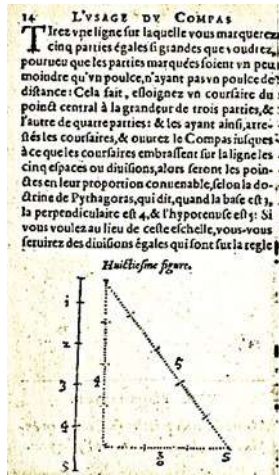 14 L'VSAGE DV COMPAS
Tirez vne ligne sur laquelle vous marquerez
cinq parties égales si grandes que voudrez,
pourueu que les parties marquées soient vn peu
moindre qu'vn poulce, n'ayant pas vn poulce de
distance: Cela fait, esloignez vn coursaire du
poinct central à la grandeur de trois parties, &
l'autre de quatre parties: & les ayant ainsi, arre-
stés les coursaires, & ouurez le Compas iusques
à ce que les coursaires embrassent sur la ligne les
cinq espaces ou diuisions, alors seront les poin-
ctes en leur proportion conuenable, selon la do-
ctrine de Pythagoras, qui dit, quand la base est 3,
la perpendiculaire est 4, & l'hypotenuse est 5: Si
vous voulez au lieu de ceste eschelle, vous-vous
seruirez des diuisions égales qui sont sur la regle
Huictiesme figure.
1
2
3
4
5
4
5
3
5